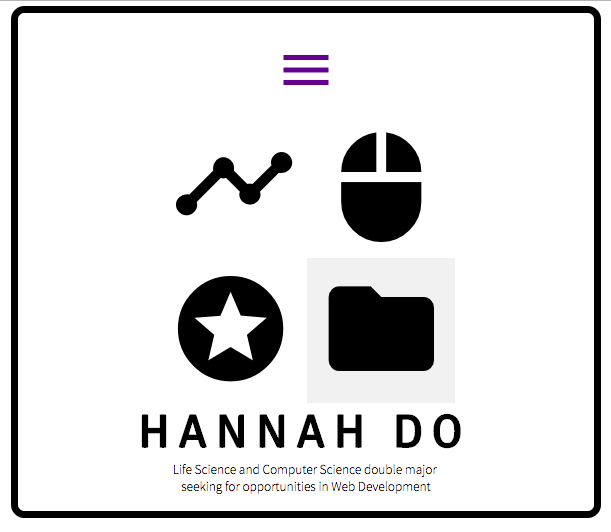 HANNAH DO
Life Science and Computer Science double major
seeking for opportunities in Web Development